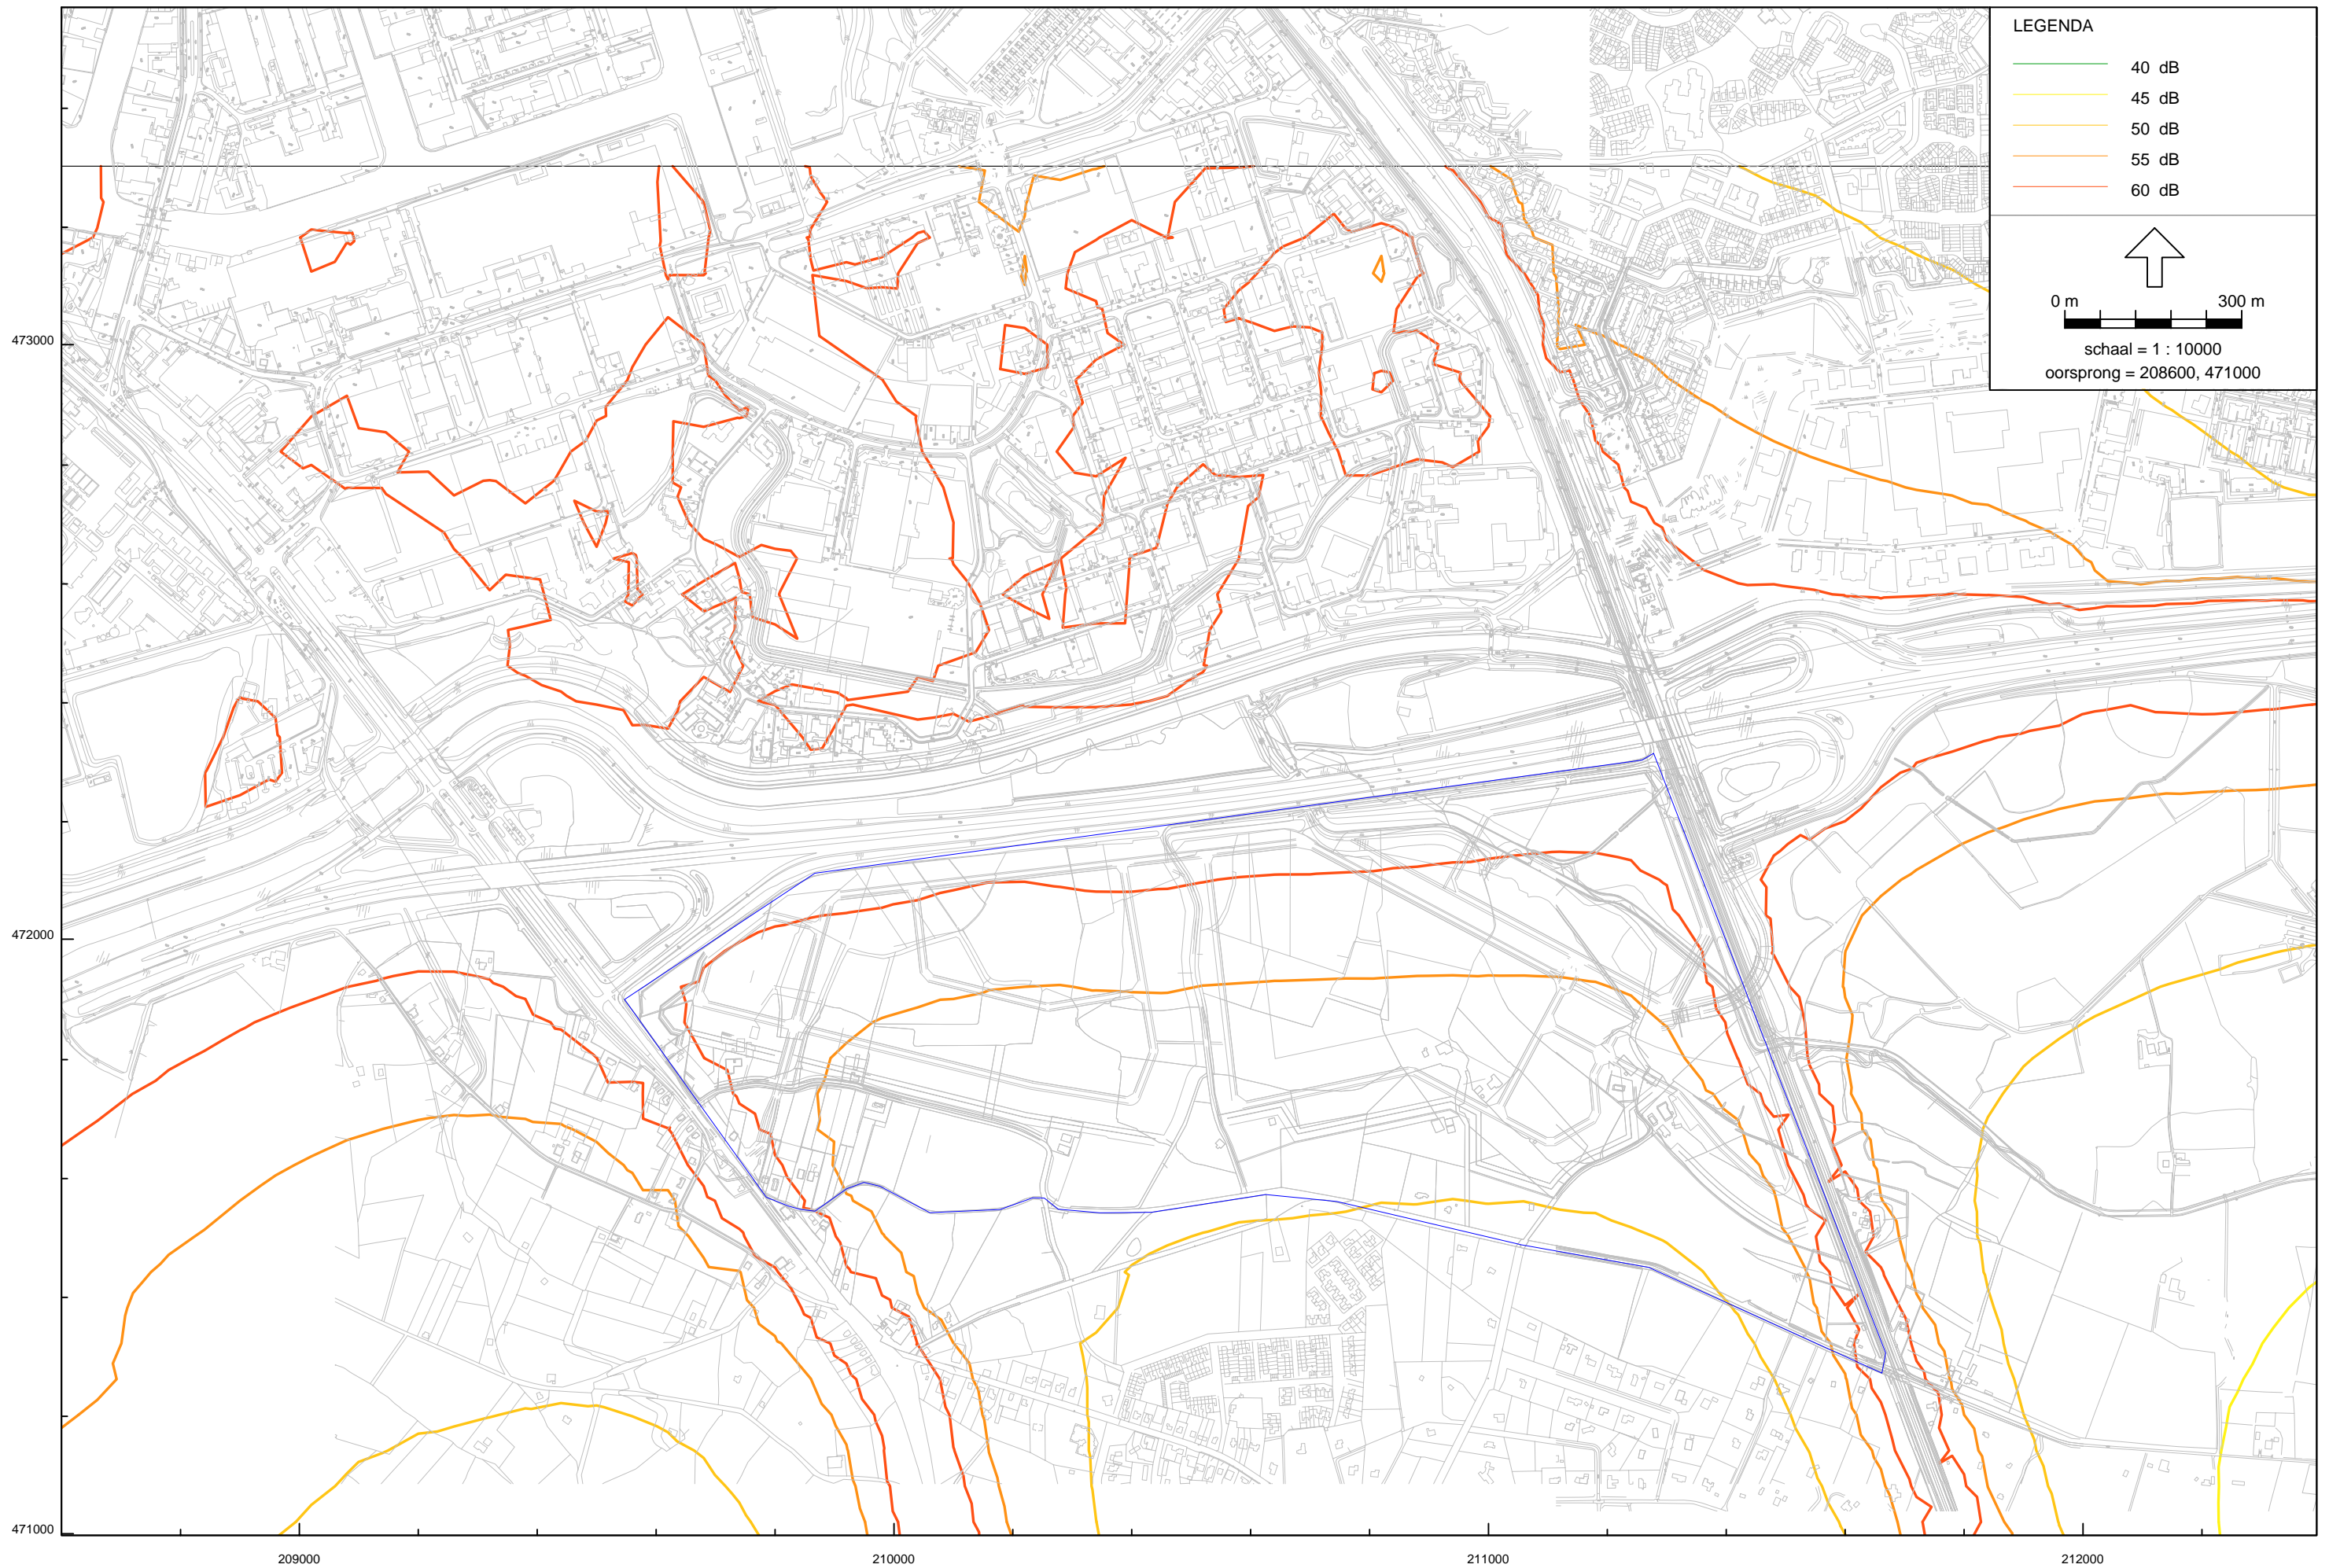 LEGENDA
40 dB
45 dB
50 dB
55 dB
60 dB
0 m 300 m
schaal = 1 : 10000
oorsprong = 208600, 471000
473000
472000
471000
209000 210000 211000 212000